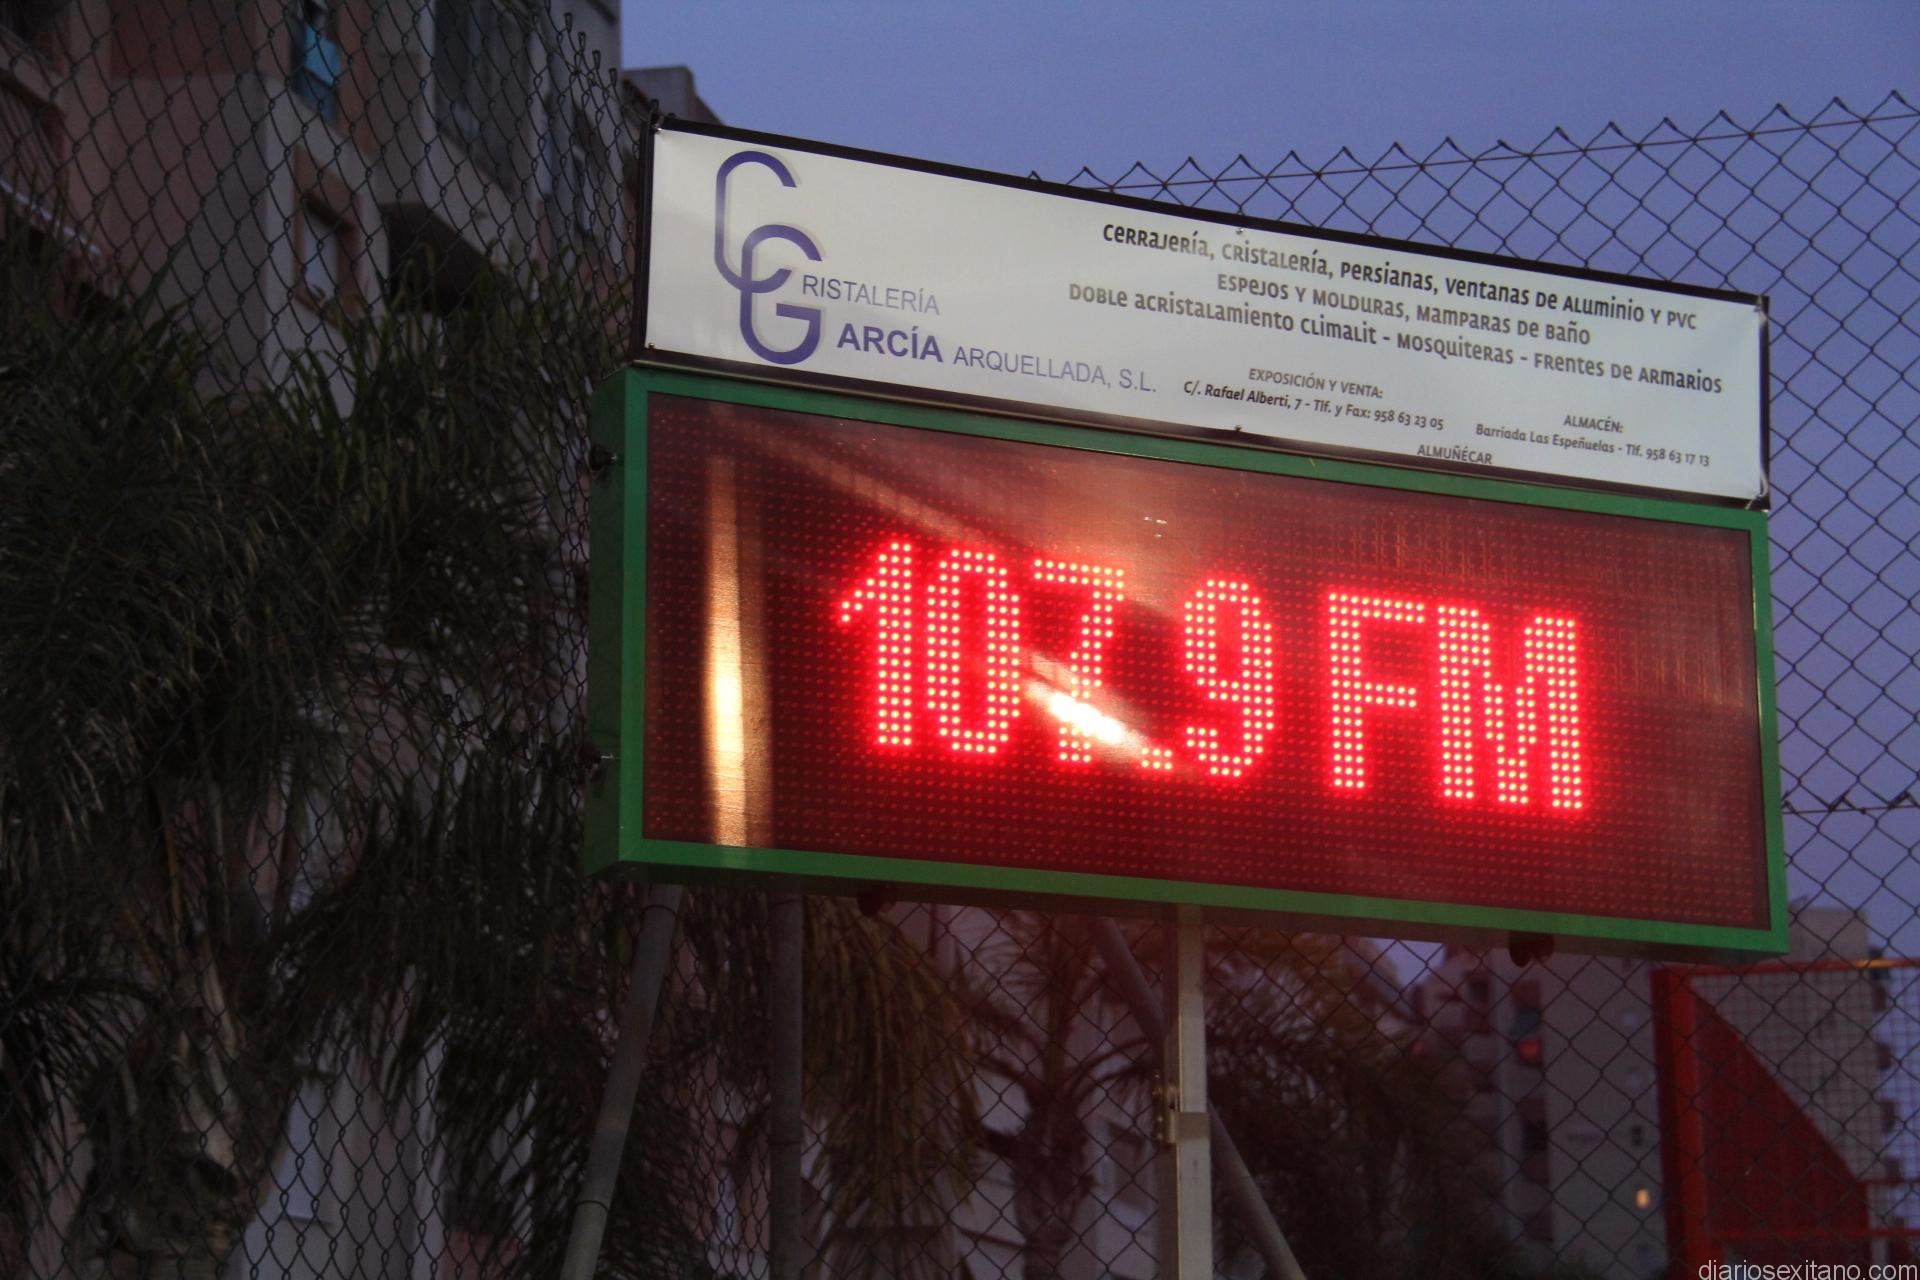 CRISTALERÍA
GARCÍA ARQUELLADA, S.L.
CERRAJERÍA, CRISTALERÍA, PERSIANAS, VENTANAS DE ALUMINIO Y PVC
ESPEJOS Y MOLDURAS, MAMPARAS DE BAÑO
DOBLE ACRISTALAMIENTO CLIMALIT - MOSQUITERAS - FRENTES DE ARMARIOS
EXPOSICIÓN Y VENTA:
C/. Rafael Alberti, 7 - Tlf. y Fax: 958 63 23 05
ALMACÉN:
Barriada Las Espeñuelas - Tlf. 958 63 17 13
ALMUÑÉCAR
107.9 FM
diariosexitano.com